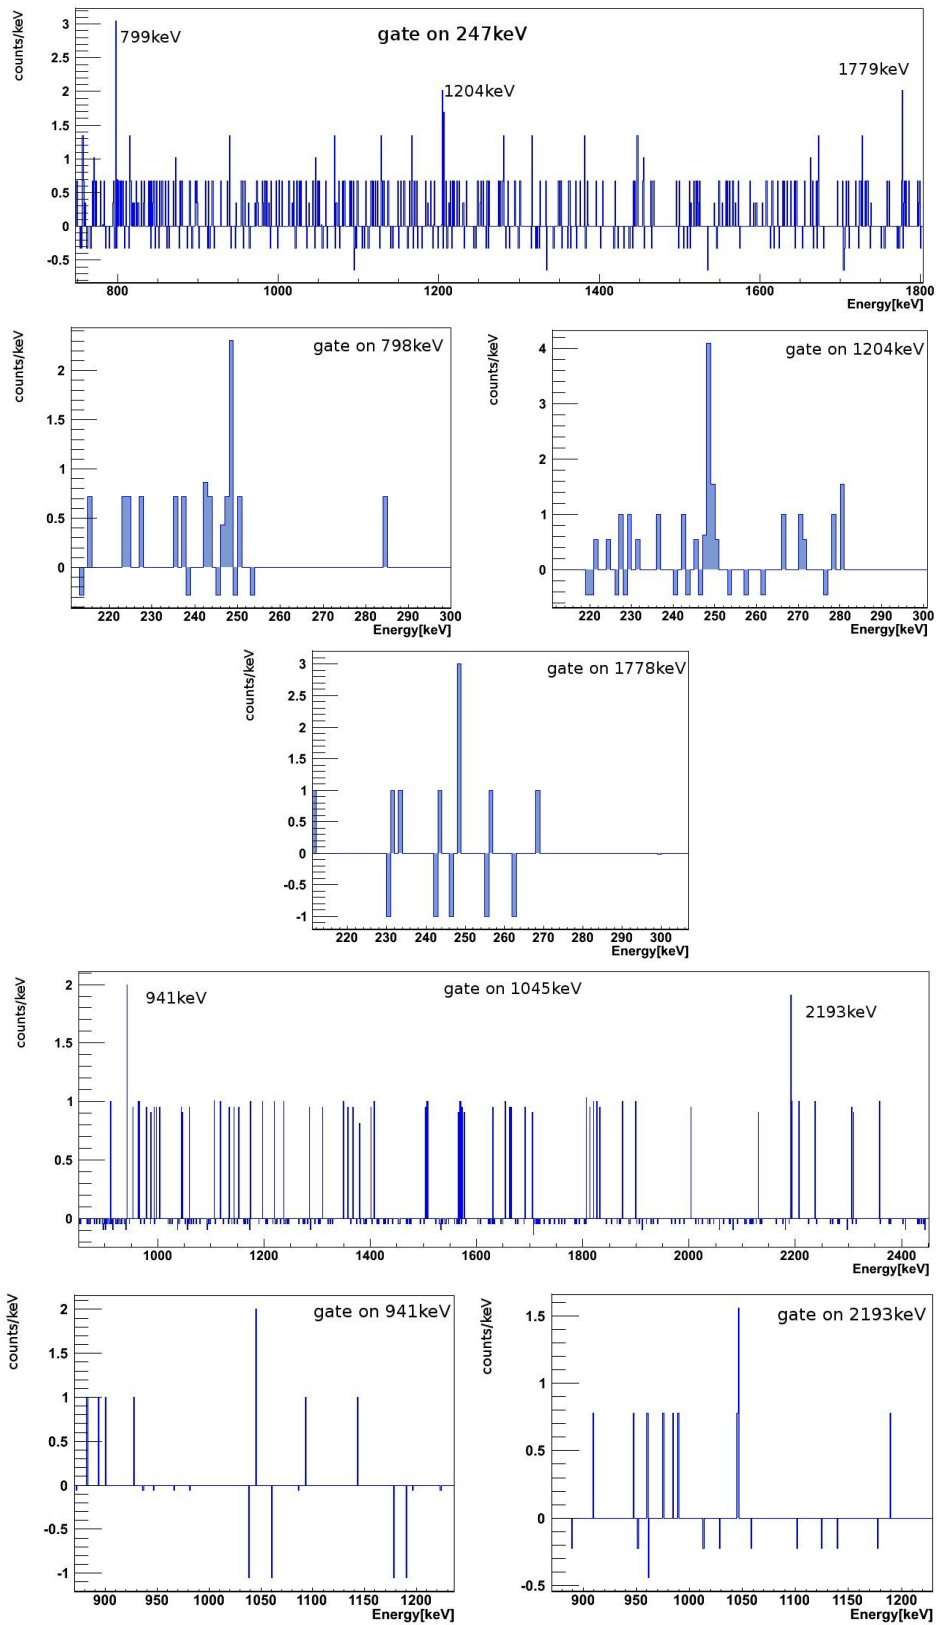 counts/keV
gate on 247keV
3
2.5
2
1.5
1
0.5
0
-0.5
799keV
1204keV
1779keV
800 1000 1200 1400 1600 1800
Energy[keV]
counts/keV
gate on 798keV
2
1.5
1
0.5
0
220 230 240 250 260 270 280 290 300
Energy[keV]
counts/keV
gate on 1204keV
4
3
2
1
0
220 230 240 250 260 270 280 290 300
Energy[keV]
counts/keV
gate on 1778keV
3
2.5
2
1.5
1
0.5
0
-0.5
-1
220 230 240 250 260 270 280 290 300
Energy[keV]
counts/keV
gate on 1045keV
941keV
2193keV
2
1.5
1
0.5
0
1000 1200 1400 1600 1800 2000 2200 2400
Energy[keV]
counts/keV
gate on 941keV
2
1.5
1
0.5
0
-0.5
-1
900 950 1000 1050 1100 1150 1200
Energy[keV]
counts/keV
gate on 2193keV
1.5
1
0.5
0
-0.5
900 950 1000 1050 1100 1150 1200
Energy[keV]